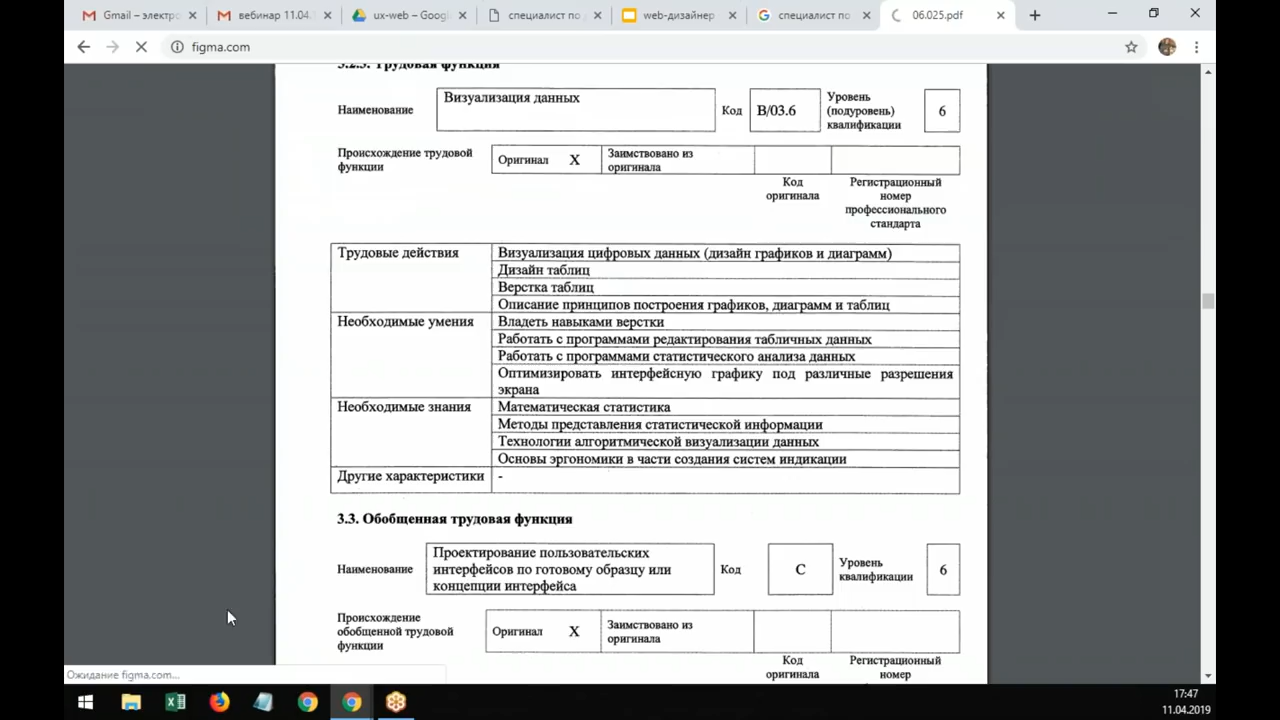 Gmail – электро
вебинар 11.04.
ux-web – Googl
специалист по
web-дизайнер
специалист по
06.025.pdf
figma.com
3.2.3. Трудовая функция
Наименование
Визуализация данных
Код
B/03.6
Уровень
(подуровень)
квалификации
6
Происхождение трудовой
функции
Оригинал X
Заимствовано из
оригинала
Код
оригинала
Регистрационный
номер
профессионального
стандарта
Трудовые действия
Визуализация цифровых данных (дизайн графиков и диаграмм)
Дизайн таблиц
Верстка таблиц
Описание принципов построения графиков, диаграмм и таблиц
Необходимые умения
Владеть навыками верстки
Работать с программами редактирования табличных данных
Работать с программами статистического анализа данных
Оптимизировать интерфейсную графику под различные разрешения
экрана
Необходимые знания
Математическая статистика
Методы представления статистической информации
Технологии алгоритмической визуализации данных
Основы эргономики в части создания систем индикации
Другие характеристики
-
3.3. Обобщенная трудовая функция
Наименование
Проектирование пользовательских
интерфейсов по готовому образцу или
концепции интерфейса
Код
C
Уровень
квалификации
6
Происхождение
обобщенной трудовой
функции
Оригинал X
Заимствовано из
оригинала
Код
оригинала
Регистрационный
номер
Ожидание figma.com...
17:47
11.04.2019